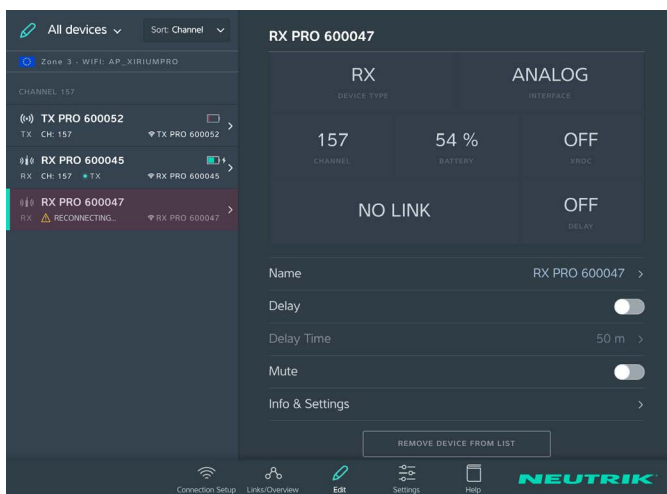 All devices
Sort: Channel
Zone 3 - WIFI: AP_XIRIUMPRO
CHANNEL 157
TX PRO 600052
TX CH: 157 TX PRO 600052
RX PRO 600045
RX CH: 157 TX RX PRO 600045
RX PRO 600047
RX RECONNECTING... RX PRO 600047
RX PRO 600047
RX
DEVICE TYPE
ANALOG
INTERFACE
157
CHANNEL
54 %
BATTERY
OFF
XROC
NO LINK
OFF
DELAY
Name RX PRO 600047
Delay
Delay Time 50 m
Mute
Info & Settings
REMOVE DEVICE FROM LIST
Connection Setup
Links/Overview
Edit
Settings
Help
NEUTRIK